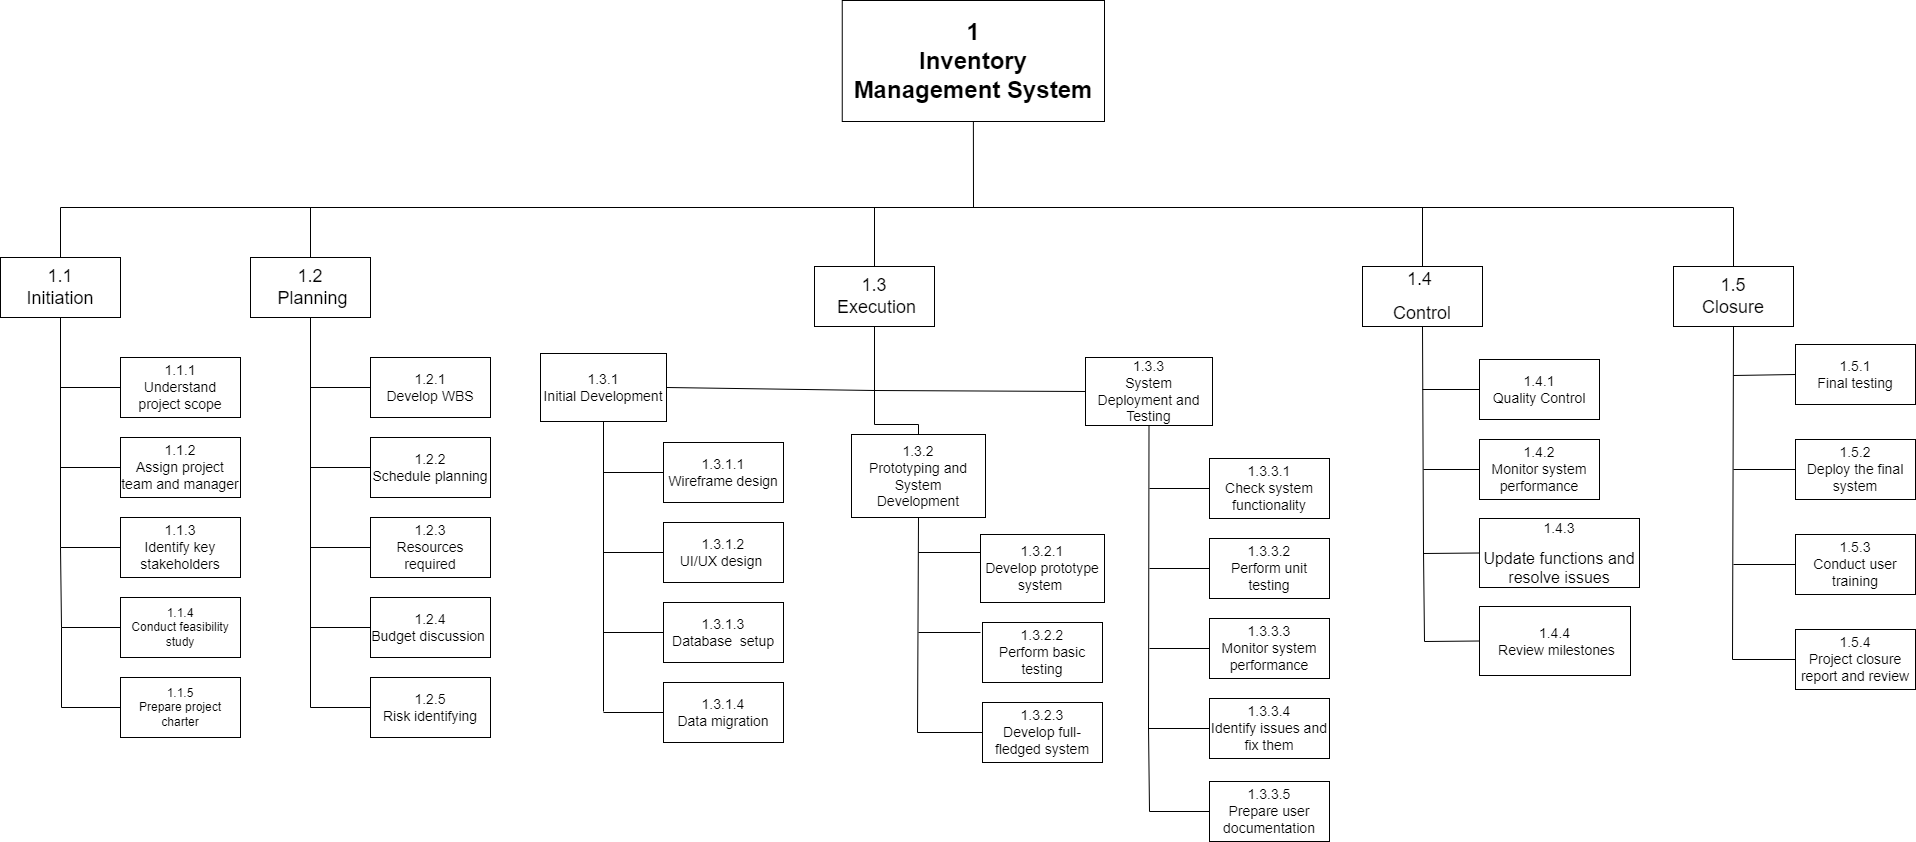 1
Inventory
Management System
1.1
Initiation
1.1.1
Understand
project scope
1.1.2
Assign project
team and manager
1.1.3
Identify key
stakeholders
1.1.4
Conduct feasibility
study
1.1.5
Prepare project
charter
1.2
Planning
1.2.1
Develop WBS
1.2.2
Schedule planning
1.2.3
Resources
required
1.2.4
Budget discussion
1.2.5
Risk identifying
1.3
Execution
1.3.1
Initial Development
1.3.1.1
Wireframe design
1.3.1.2
UI/UX design
1.3.1.3
Database setup
1.3.1.4
Data migration
1.3.2
Prototyping and
System
Development
1.3.2.1
Develop prototype
system
1.3.2.2
Perform basic
testing
1.3.2.3
Develop full-
fledged system
1.3.3
System
Deployment and
Testing
1.3.3.1
Check system
functionality
1.3.3.2
Perform unit
testing
1.3.3.3
Monitor system
performance
1.3.3.4
Identify issues and
fix them
1.3.3.5
Prepare user
documentation
1.4
Control
1.4.1
Quality Control
1.4.2
Monitor system
performance
1.4.3
Update functions and
resolve issues
1.4.4
Review milestones
1.5
Closure
1.5.1
Final testing
1.5.2
Deploy the final
system
1.5.3
Conduct user
training
1.5.4
Project closure
report and review